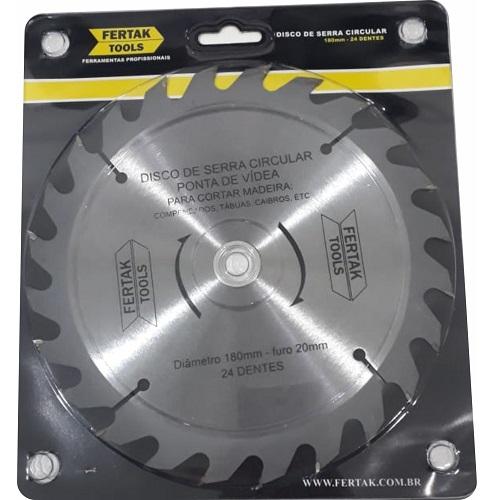 FERTAK
TOOLS
FERRAMENTAS PROFISSIONAIS
DISCO DE SERRA CIRCULAR
180mm - 24 DENTES
DISCO DE SERRA CIRCULAR
PONTA DE VÍDEA
PARA CORTAR MADEIRA;
COMPENSADOS, TÁBUAS, CAIBROS, ETC
FERTAK
TOOLS
FERTAK
TOOLS
Diâmetro 180mm - furo 20mm
24 DENTES
WWW.FERTAK.COM.BR